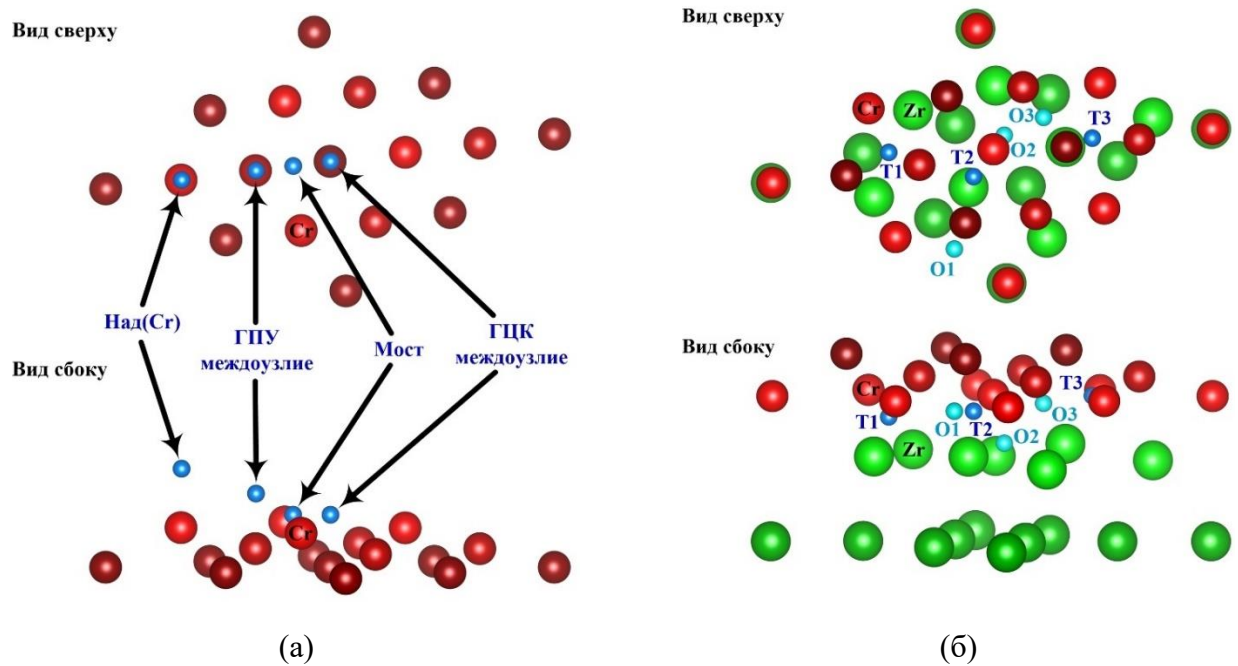 Вид сверху
Cr
Над(Cr)
ГПУ
междоузлие
Мост
ГЦК
междоузлие
Вид сбоку
Cr
(а)
Вид сверху
Cr
Zr
O3
T3
O2
T1
T2
O1
Вид сбоку
Cr
T3
T1
O1
T2
O3
O2
Zr
(б)